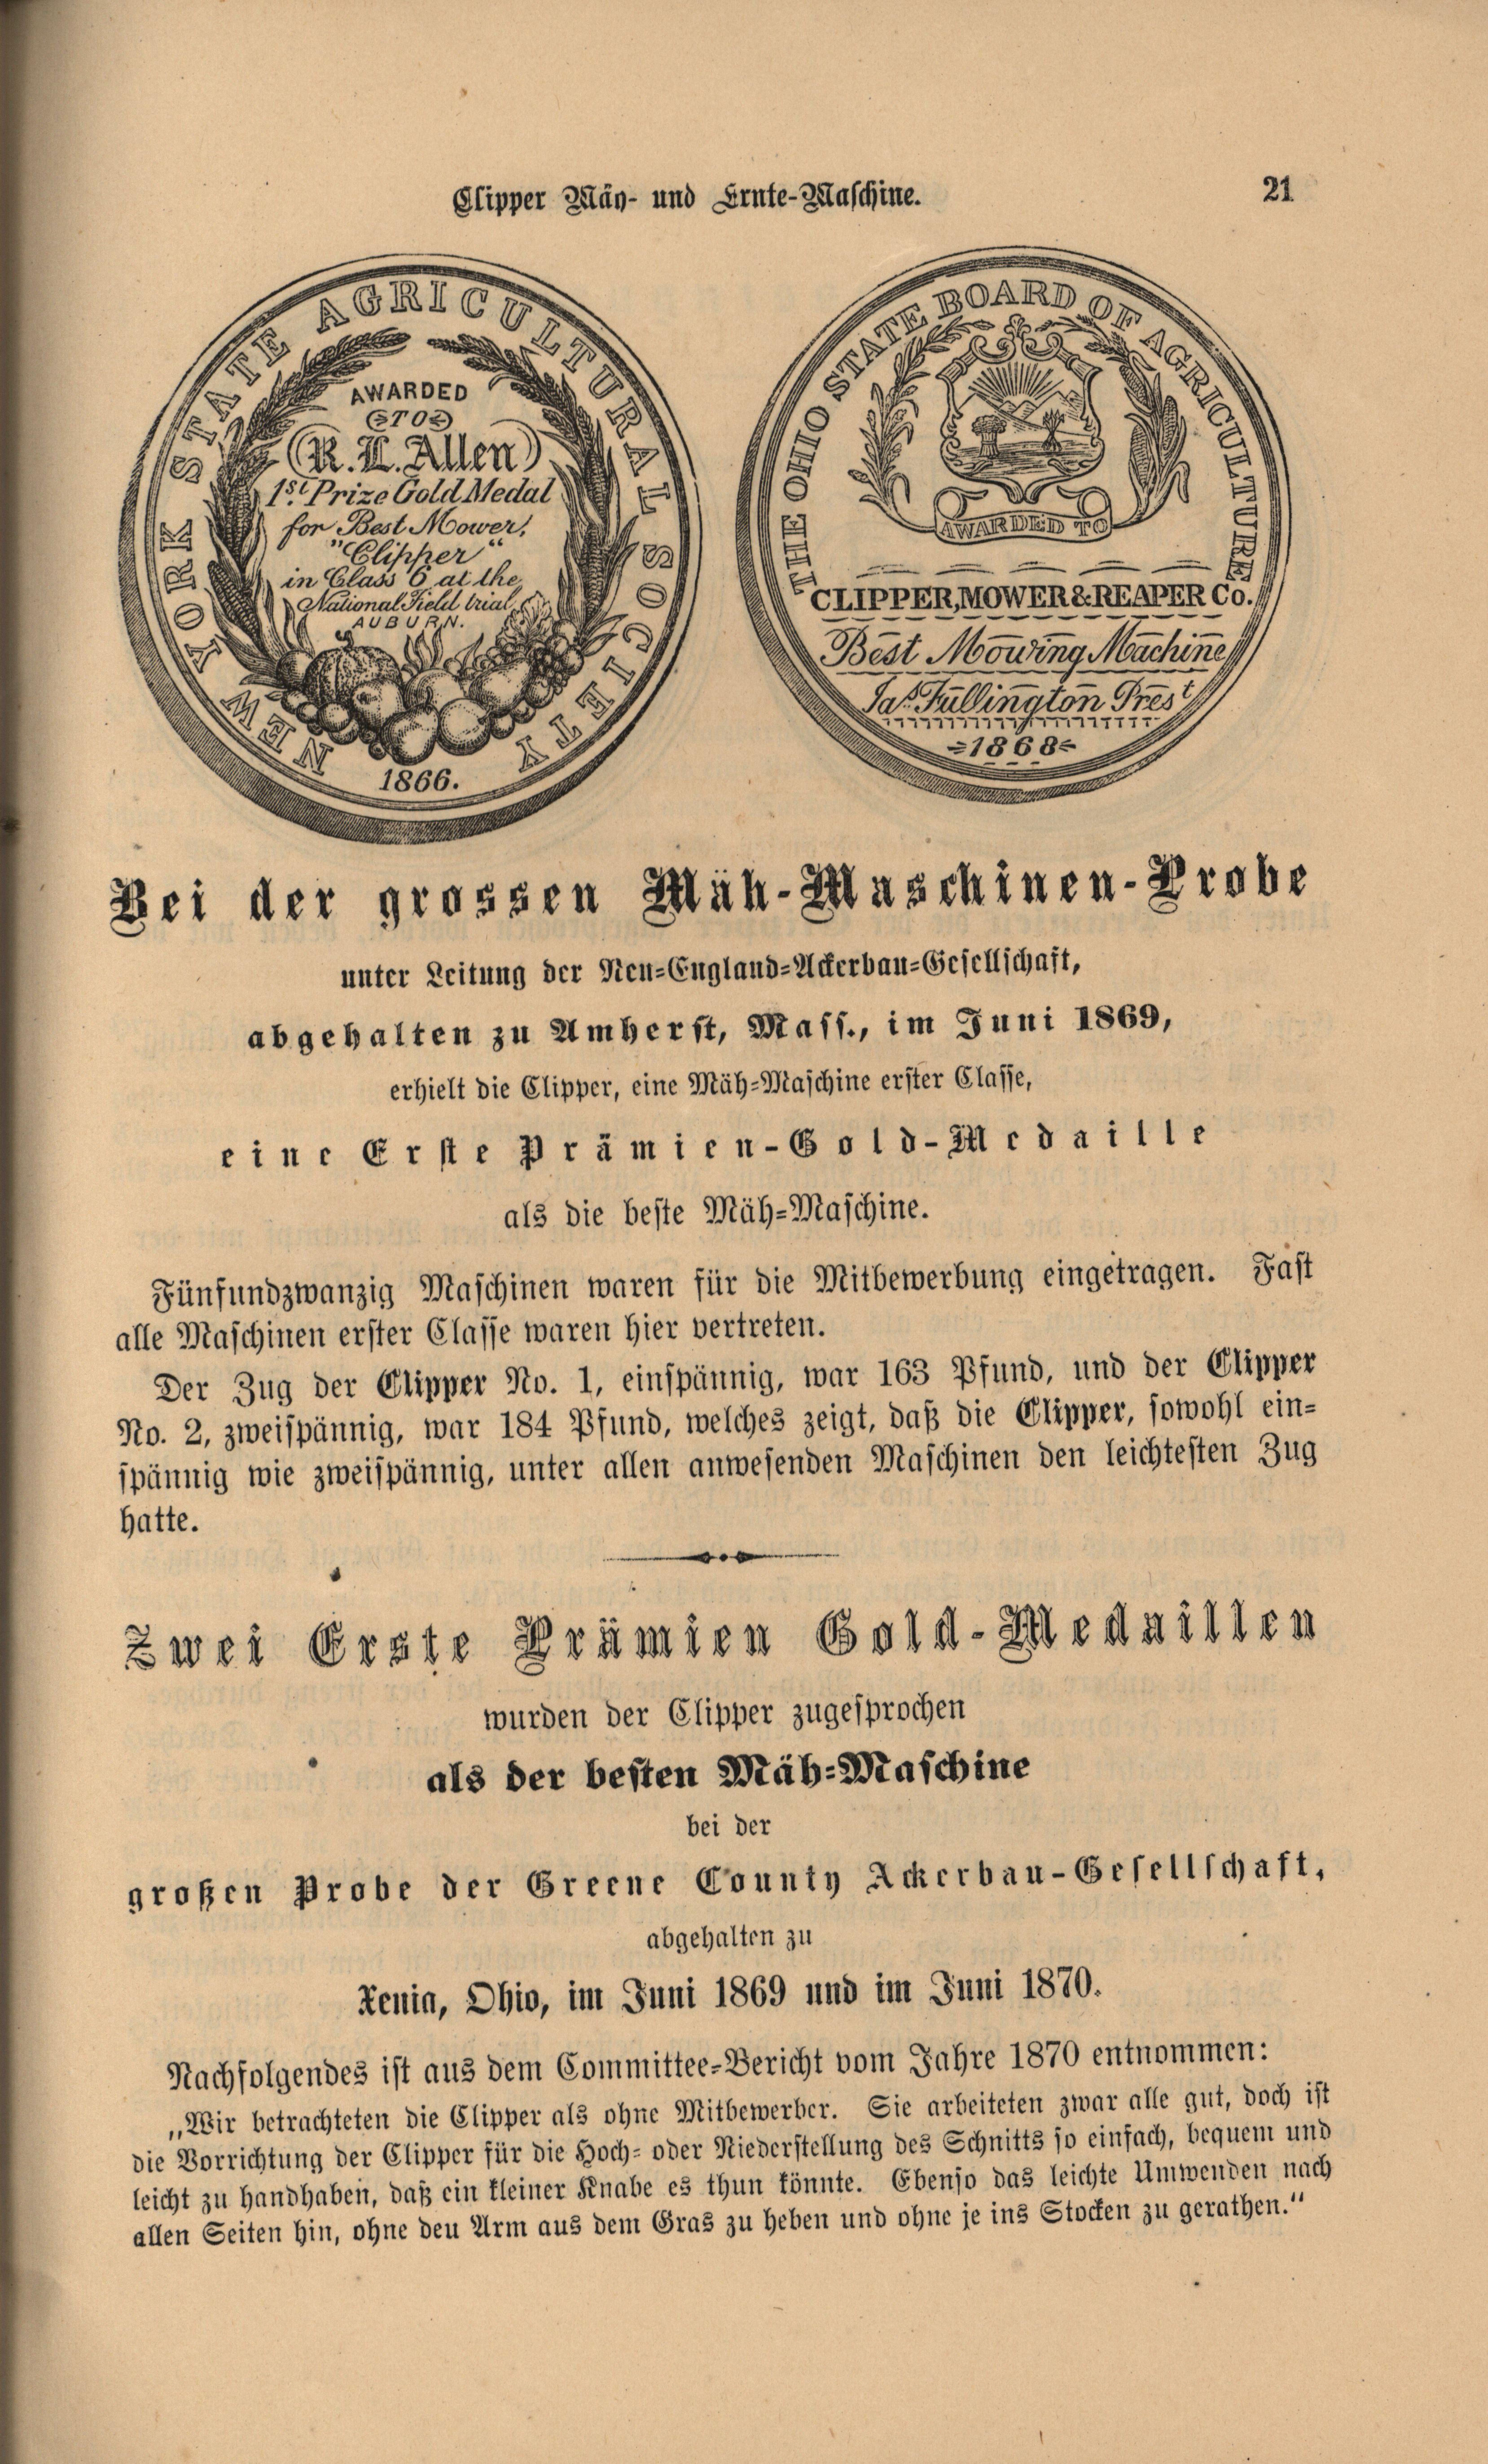 Clipper Mäy- und Ernte-Maschine.
21
NEW YORK STATE AGRICULTURAL SOCIETY
AWARDED
TO
R. L. Allen
1st Prize Gold Medal
for Best Mower,
"Clipper"
in Class 6 at the
National Field trial
AUBURN.
1866.
THE OHIO STATE BOARD OF AGRICULTURE
AWARDED TO
CLIPPER, MOWER & REAPER Co.
Best Mowing Machine
Jas. Fullington Prest
1868
Bei der grossen Mäh-Maschinen-Probe
unter Leitung der Neu-England-Ackerbau-Gesellschaft,
abgehalten zu Amherst, Mass., im Juni 1869,
erhielt die Clipper, eine Mäh-Maschine erster Classe,
eine Erste Prämien-Gold-Medaille
als die beste Mäh-Maschine.
Fünfundzwanzig Maschinen waren für die Mitbewerbung eingetragen. Fast
alle Maschinen erster Classe waren hier vertreten.
Der Zug der Clipper No. 1, einspännig, war 163 Pfund, und der Clipper
No. 2, zweispännig, war 184 Pfund, welches zeigt, daß die Clipper, sowohl ein-
spännig wie zweispännig, unter allen anwesenden Maschinen den leichtesten Zug
hatte.
Zwei Erste Prämien Gold-Medaillen
wurden der Clipper zugesprochen
als der besten Mäh-Maschine
bei der
großen Probe der Greene County Ackerbau-Gesellschaft,
abgehalten zu
Xenia, Ohio, im Juni 1869 und im Juni 1870.
Nachfolgendes ist aus dem Committee-Bericht vom Jahre 1870 entnommen:
„Wir betrachteten die Clipper als ohne Mitbewerber. Sie arbeiteten zwar alle gut, doch ist
die Vorrichtung der Clipper für die Hoch- oder Niederstellung des Schnitts so einfach, bequem und
leicht zu handhaben, daß ein kleiner Knabe es thun könnte. Ebenso das leichte Umwenden nach
allen Seiten hin, ohne den Arm aus dem Gras zu heben und ohne je ins Stocken zu gerathen.“